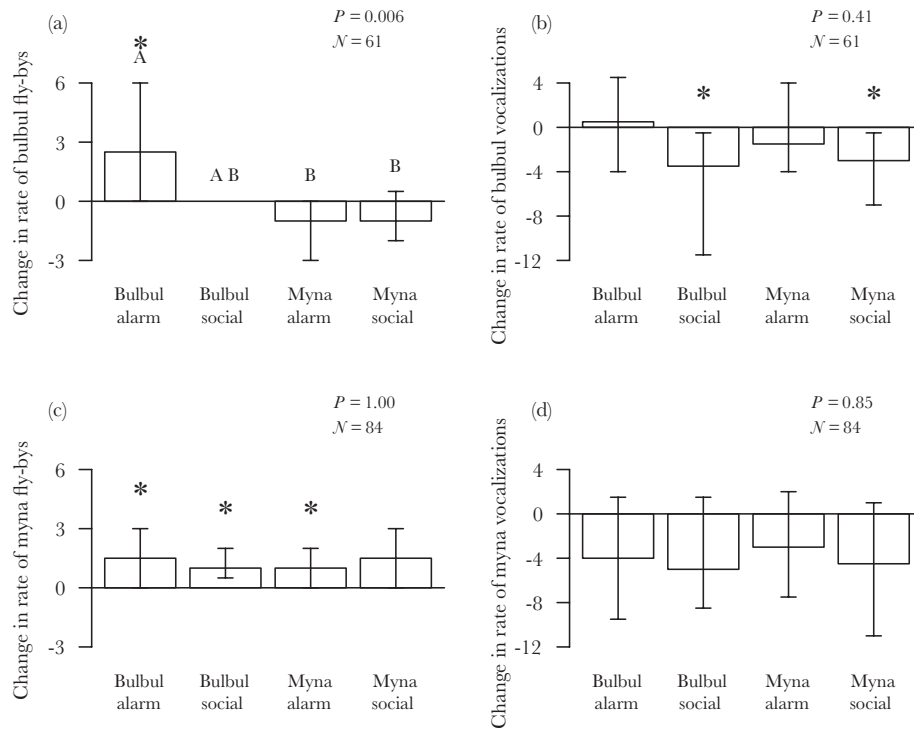 (a)
P = 0.006
N = 61
Change in rate of bulbul fly-bys
6
3
0
-3
*
A
A B
B
B
Bulbul alarm
Bulbul social
Myna alarm
Myna social
(b)
P = 0.41
N = 61
Change in rate of bulbul vocalizations
4
0
-4
-8
-12
*
*
Bulbul alarm
Bulbul social
Myna alarm
Myna social
(c)
P = 1.00
N = 84
Change in rate of myna fly-bys
6
3
0
-3
*
*
*
Bulbul alarm
Bulbul social
Myna alarm
Myna social
(d)
P = 0.85
N = 84
Change in rate of myna vocalizations
4
0
-4
-8
-12
Bulbul alarm
Bulbul social
Myna alarm
Myna social